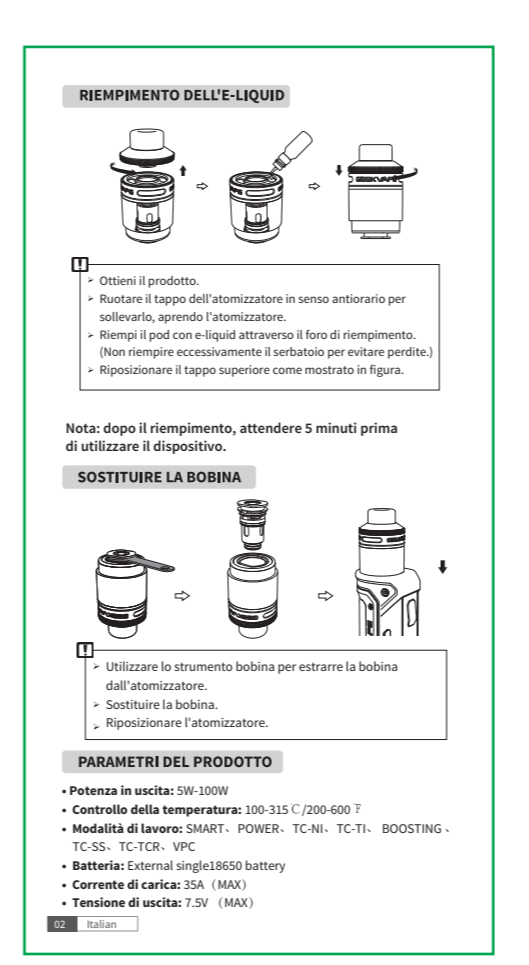 RIEMPIMENTO DELL'E-LIQUID
Ottieni il prodotto.
Ruotare il tappo dell'atomizzatore in senso antiorario per
sollevarlo, aprendo l'atomizzatore.
Riempi il pod con e-liquid attraverso il foro di riempimento.
(Non riempire eccessivamente il serbatoio per evitare perdite.)
Riposizionare il tappo superiore come mostrato in figura.
Nota: dopo il riempimento, attendere 5 minuti prima
di utilizzare il dispositivo.
SOSTITUIRE LA BOBINA
Utilizzare lo strumento bobina per estrarre la bobina
dall'atomizzatore.
Sostituire la bobina.
Riposizionare l'atomizzatore.
PARAMETRI DEL PRODOTTO
• Potenza in uscita: 5W-100W
• Controllo della temperatura: 100-315℃/200-600℉
• Modalità di lavoro: SMART、POWER、TC-NI、TC-TI、BOOSTING、
TC-SS、TC-TCR、VPC
• Batteria: External single18650 battery
• Corrente di carica: 35A（MAX）
• Tensione di uscita: 7.5V （MAX）
02 Italian